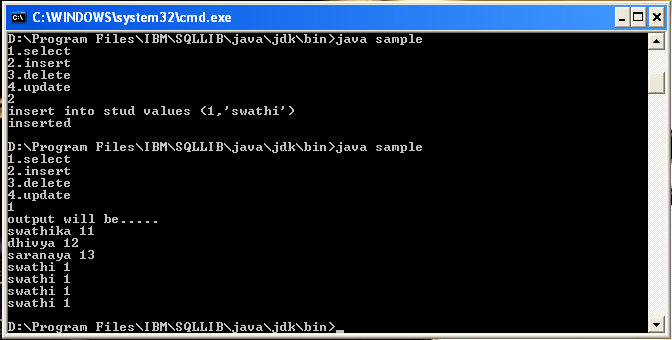 C:\WINDOWS\system32\cmd.exe
D:\Program Files\IBM\SQLLIB\java\jdk\bin>java sample
1.select
2.insert
3.delete
4.update
2
insert into stud values (1,'swathi')
inserted
D:\Program Files\IBM\SQLLIB\java\jdk\bin>java sample
1.select
2.insert
3.delete
4.update
1
output will be.....
swathika 11
dhivya 12
saranaya 13
swathi 1
swathi 1
swathi 1
swathi 1
D:\Program Files\IBM\SQLLIB\java\jdk\bin>_